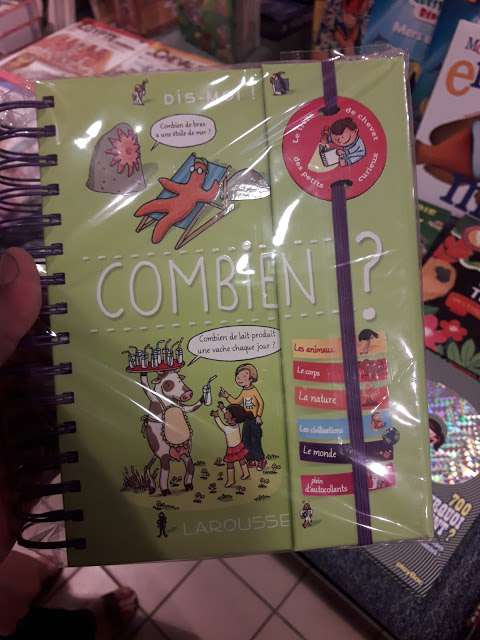 DIS-MOI !
Combien de bras
a une étoile de mer ?
Le livre de chevet
des petits curieux
COMBIEN ?
Combien de lait produit
une vache chaque jour ?
Les animaux
Le corps
La nature
Les civilisations
Le monde
plein
d'autocollants
LAROUSSE
700